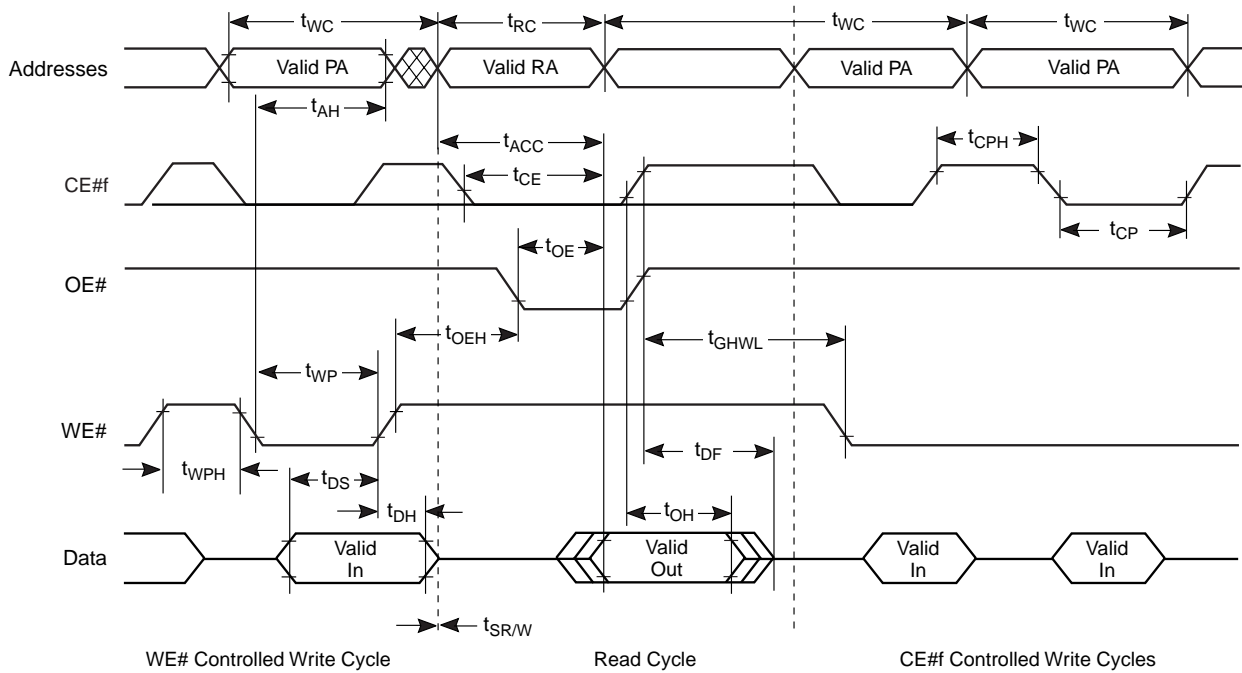 tWC tRC tWC tWC
Addresses Valid PA Valid RA Valid PA Valid PA
tAH
tACC tCPH
CE#f tCE
tCP
tOE
OE#
tOEH tGHWL
tWP
WE#
tDF
tWPH tDS
tDH tOH
Data Valid In Valid Out Valid In Valid In
tSR/W
WE# Controlled Write Cycle Read Cycle CE#f Controlled Write Cycles